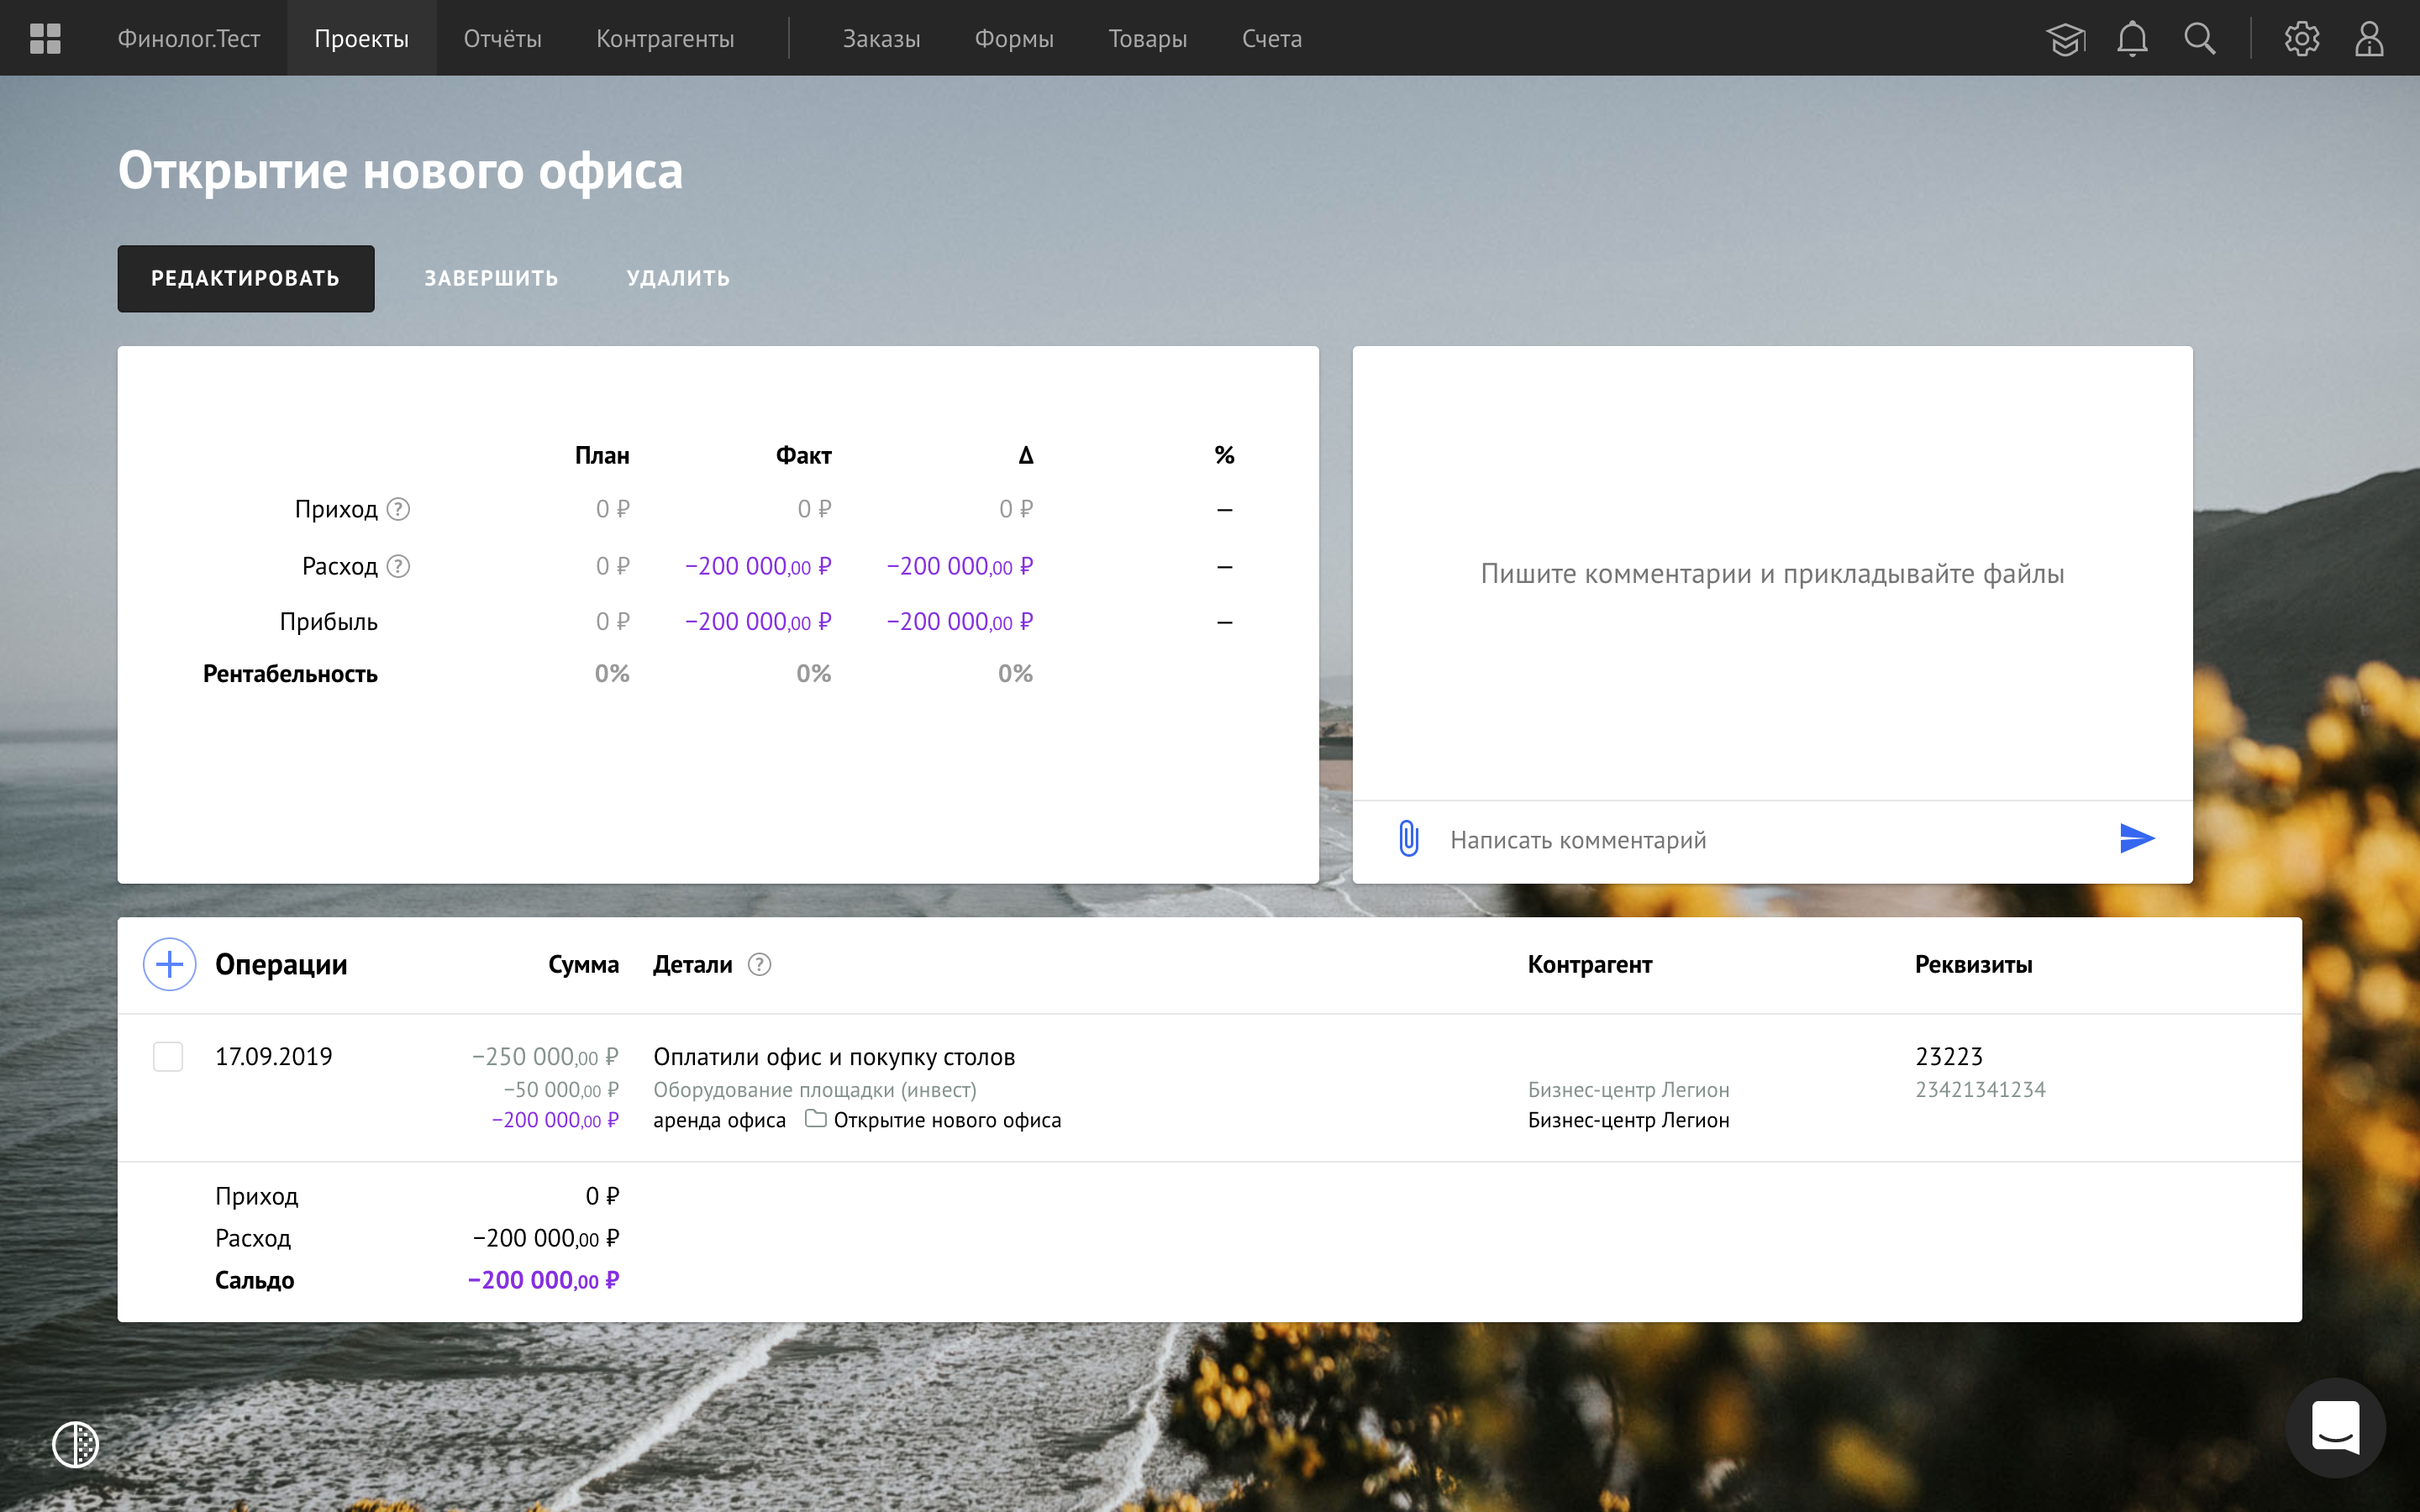 Финолог.Тест Проекты Отчёты Контрагенты Заказы Формы Товары Счета
Открытие нового офиса
РЕДАКТИРОВАТЬ ЗАВЕРШИТЬ УДАЛИТЬ
План Факт Δ %
Приход ? 0 ₽ 0 ₽ 0 ₽ –
Расход ? 0 ₽ −200 000,00 ₽ −200 000,00 ₽ –
Прибыль 0 ₽ −200 000,00 ₽ −200 000,00 ₽ –
Рентабельность 0% 0% 0%
Пишите комментарии и прикладывайте файлы
Написать комментарий
Операции Сумма Детали ? Контрагент Реквизиты
17.09.2019 −250 000,00 ₽ Оплатили офис и покупку столов 23223
−50 000,00 ₽ Оборудование площадки (инвест) Бизнес-центр Легион 23421341234
−200 000,00 ₽ аренда офиса Открытие нового офиса Бизнес-центр Легион
Приход 0 ₽
Расход −200 000,00 ₽
Сальдо −200 000,00 ₽